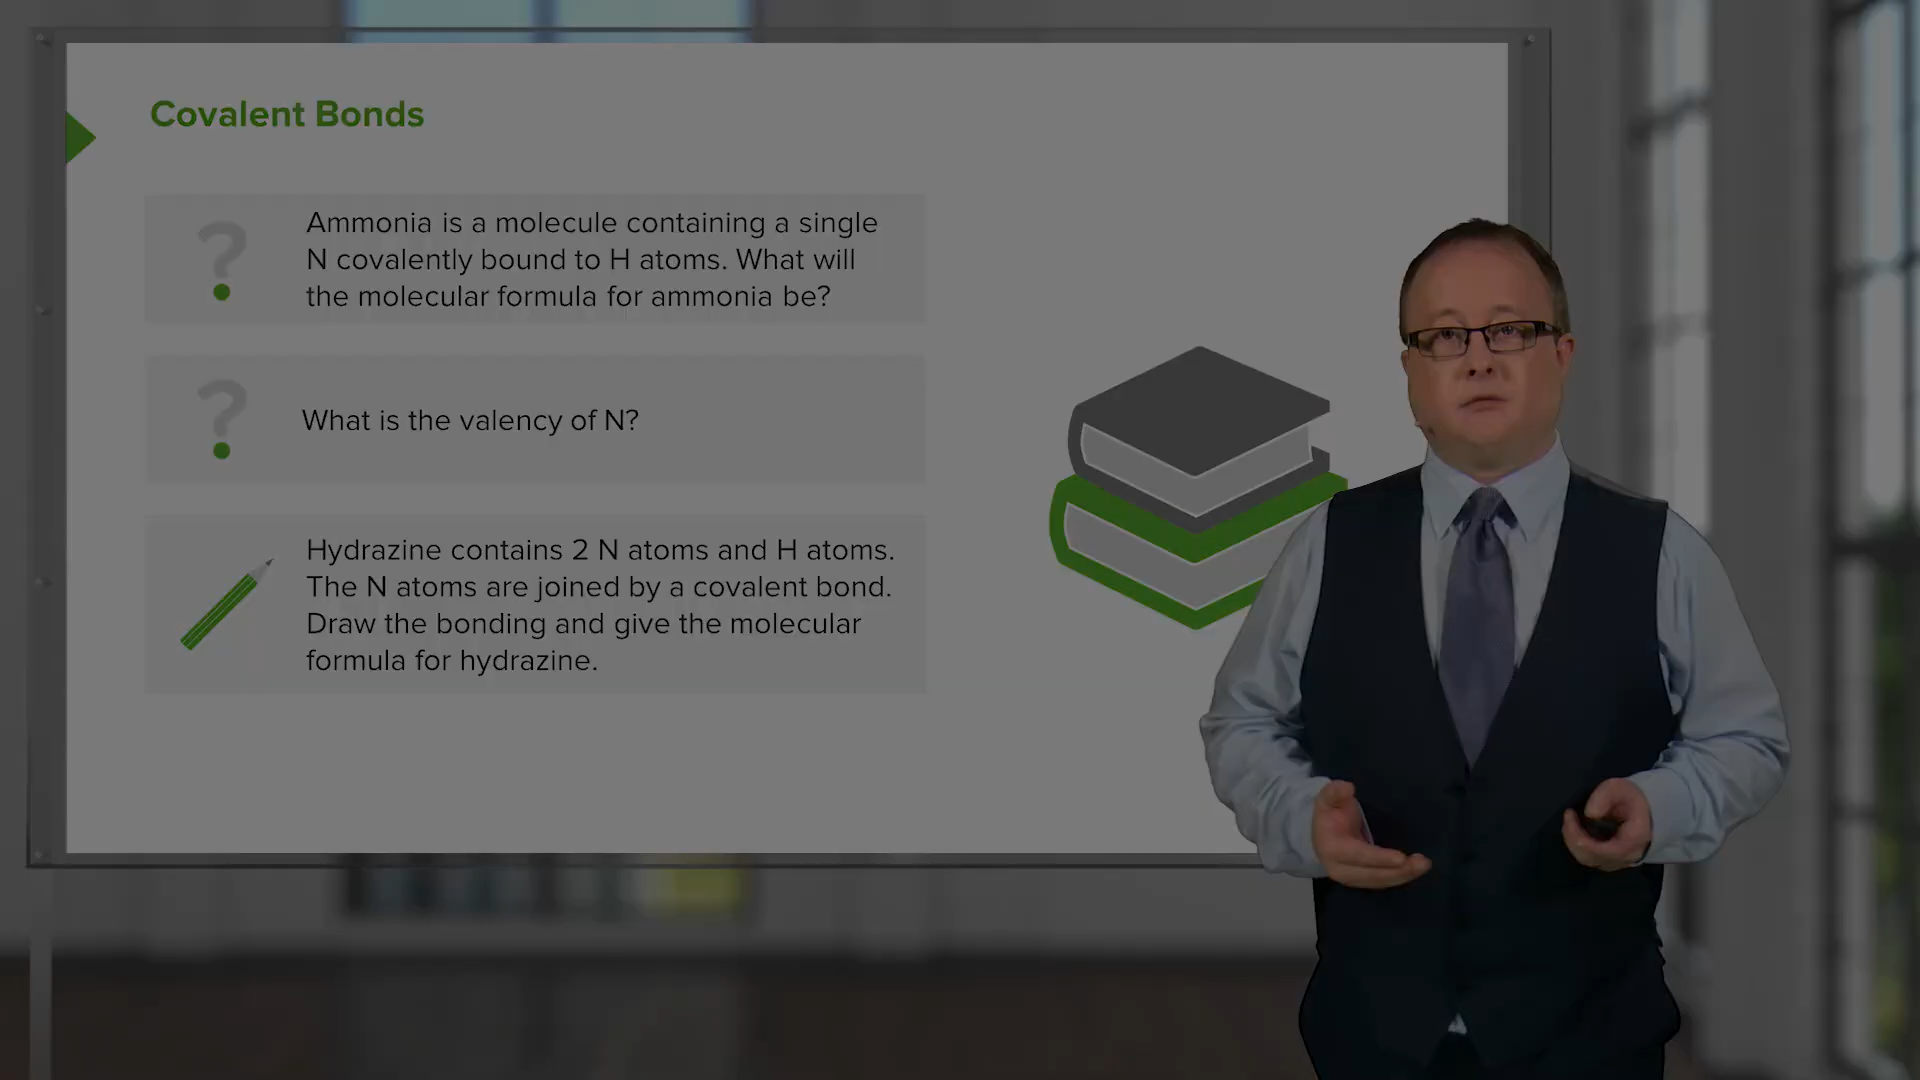 Covalent Bonds
Ammonia is a molecule containing a single
N covalently bound to H atoms. What will
the molecular formula for ammonia be?
What is the valency of N?
Hydrazine contains 2 N atoms and H atoms.
The N atoms are joined by a covalent bond.
Draw the bonding and give the molecular
formula for hydrazine.